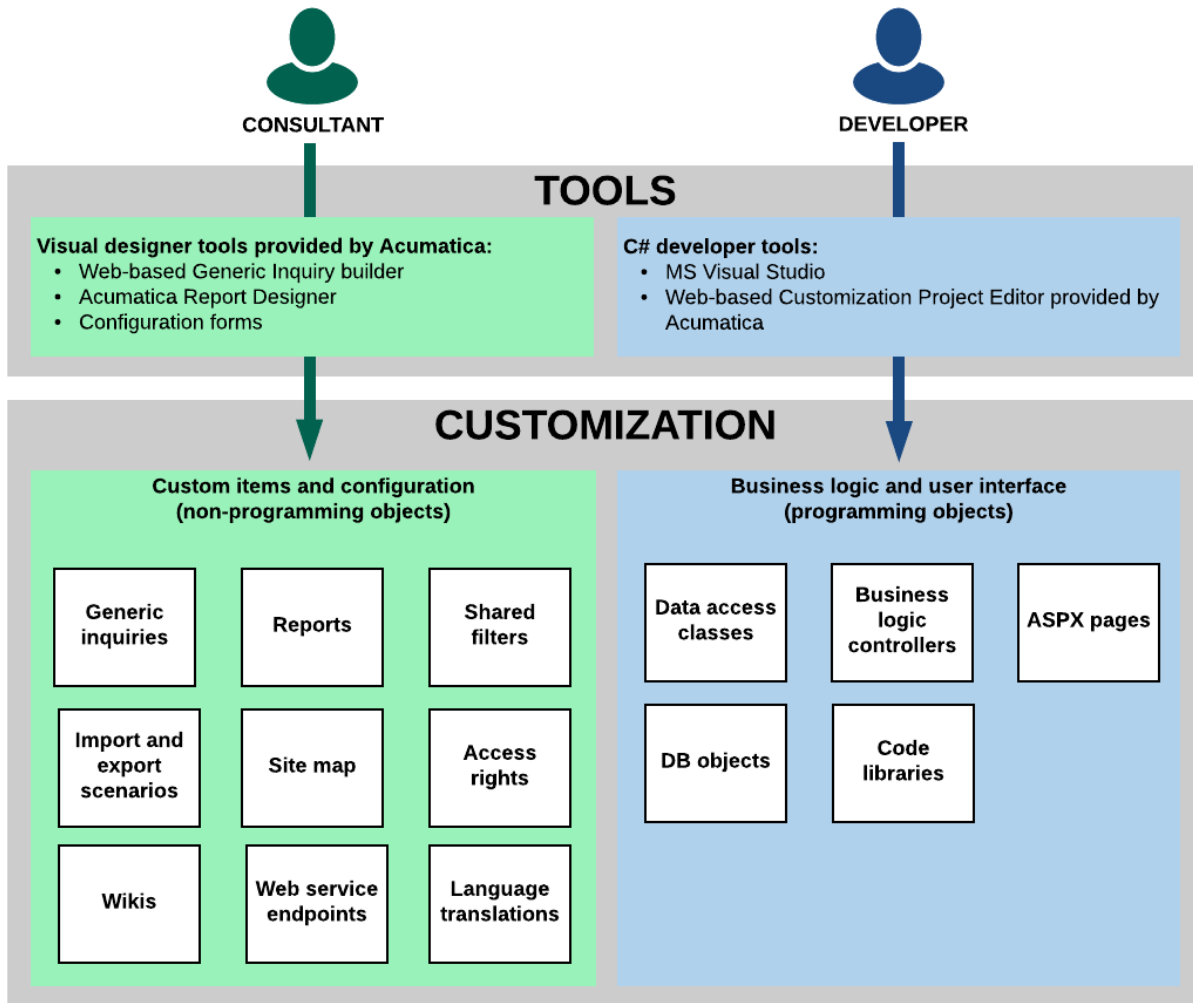 CONSULTANT
DEVELOPER
TOOLS
Visual designer tools provided by Acumatica:
• Web-based Generic Inquiry builder
• Acumatica Report Designer
• Configuration forms
C# developer tools:
• MS Visual Studio
• Web-based Customization Project Editor provided by
Acumatica
CUSTOMIZATION
Custom items and configuration
(non-programming objects)
Generic
inquiries
Reports
Shared
filters
Import and
export
scenarios
Site map
Access
rights
Wikis
Web service
endpoints
Language
translations
Business logic and user interface
(programming objects)
Data access
classes
Business
logic
controllers
ASPX pages
DB objects
Code
libraries